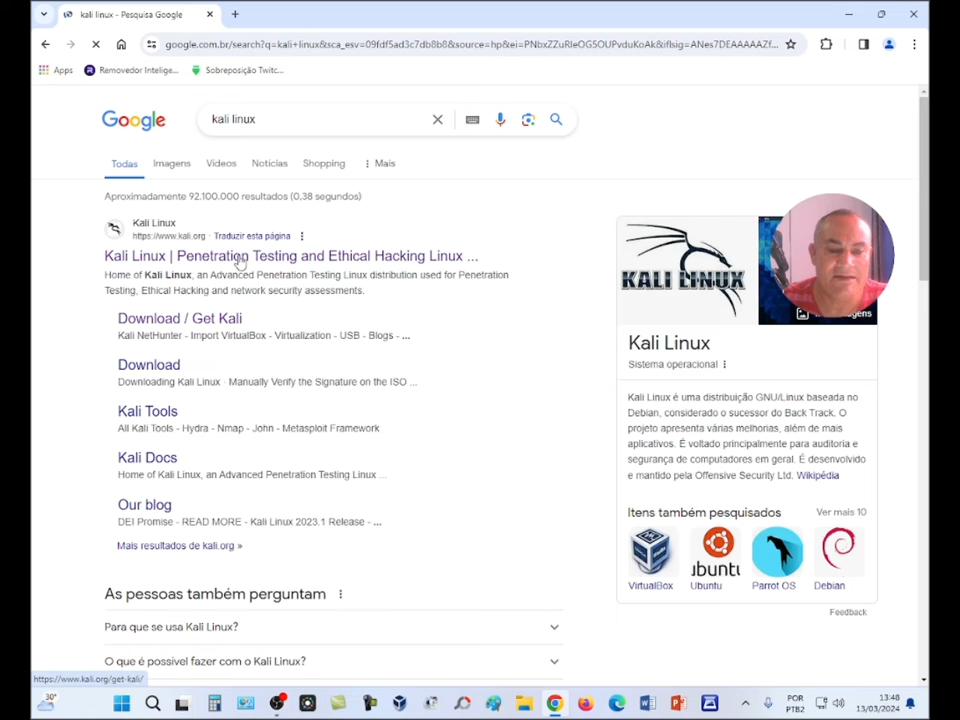 kali linux - Pesquisa Google
google.com.br/search?q=kali+linux&sca_esv=09fdf5ad3c7db8b8&source=hp&ei=PNbxZZuRIeG5OUPvduKoAk&iflsig=ANes7DEAAAAAZf...
Apps
Removedor Intelige...
Sobreposição Twitc...
Google
kali linux
Todas
Imagens
Vídeos
Notícias
Shopping
Mais
Aproximadamente 92.100.000 resultados (0,38 segundos)
Kali Linux
https://www.kali.org · Traduzir esta página
Kali Linux | Penetration Testing and Ethical Hacking Linux ...
Home of Kali Linux, an Advanced Penetration Testing Linux distribution used for Penetration
Testing, Ethical Hacking and network security assessments.
Download / Get Kali
Kali NetHunter - Import VirtualBox - Virtualization - USB - Blogs - ...
Download
Downloading Kali Linux · Manually Verify the Signature on the ISO ...
Kali Tools
All Kali Tools - Hydra - Nmap - John - Metasploit Framework
Kali Docs
Home of Kali Linux, an Advanced Penetration Testing Linux ...
Our blog
DEI Promise - READ MORE - Kali Linux 2023.1 Release - ...
Mais resultados de kali.org »
As pessoas também perguntam
Para que se usa Kali Linux?
O que é possível fazer com o Kali Linux?
KALI LINUX
Kali Linux
Sistema operacional
Kali Linux é uma distribuição GNU/Linux baseada no
Debian, considerado o sucessor do Back Track. O
projeto apresenta várias melhorias, além de mais
aplicativos. É voltado principalmente para auditoria e
segurança de computadores em geral. É desenvolvido
e mantido pela Offensive Security Ltd. Wikipédia
Itens também pesquisados
Ver mais 10
ubuntu
VirtualBox
Ubuntu
Parrot OS
Debian
Feedback
https://www.kali.org/get-kali/
30°
POR
PTB2
13:48
13/03/2024